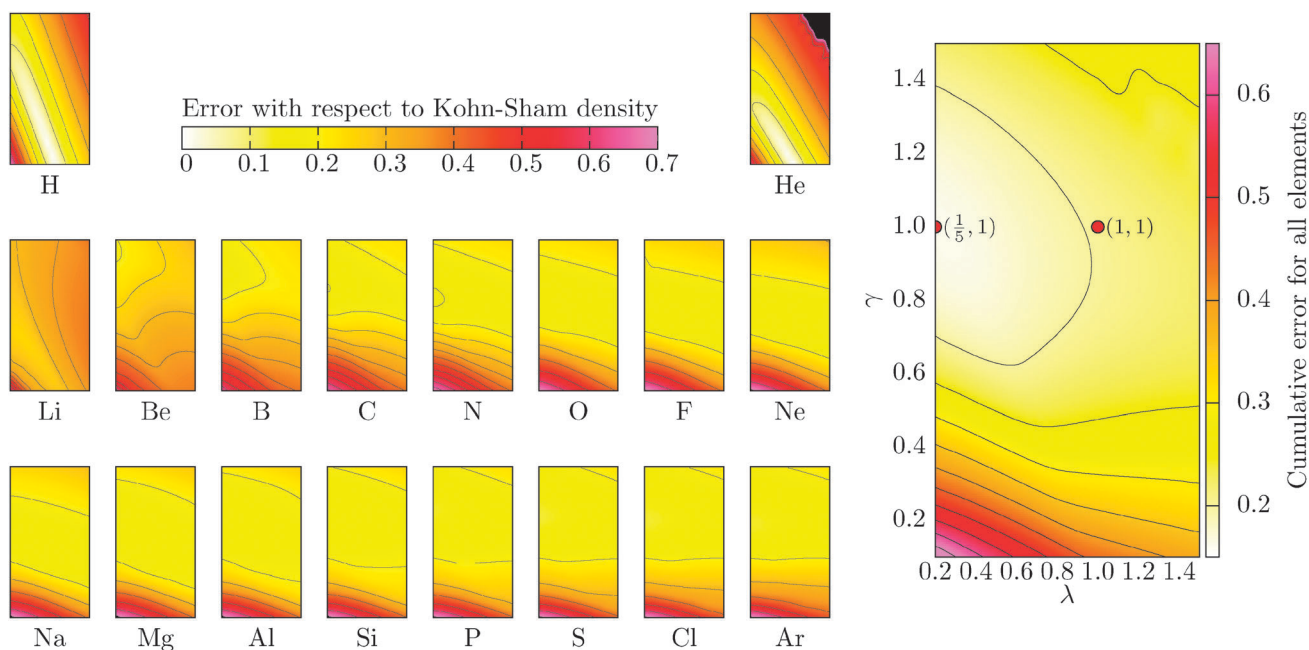 H
He
Error with respect to Kohn-Sham density
0 0.1 0.2 0.3 0.4 0.5 0.6 0.7
Li Be B C N O F Ne
Na Mg Al Si P S Cl Ar
γ
1.4
1.2
1.0
0.8
0.6
0.4
0.2
(1/5, 1)
(1, 1)
0.2 0.4 0.6 0.8 1.0 1.2 1.4
λ
0.6
0.5
0.4
0.3
0.2
Cumulative error for all elements